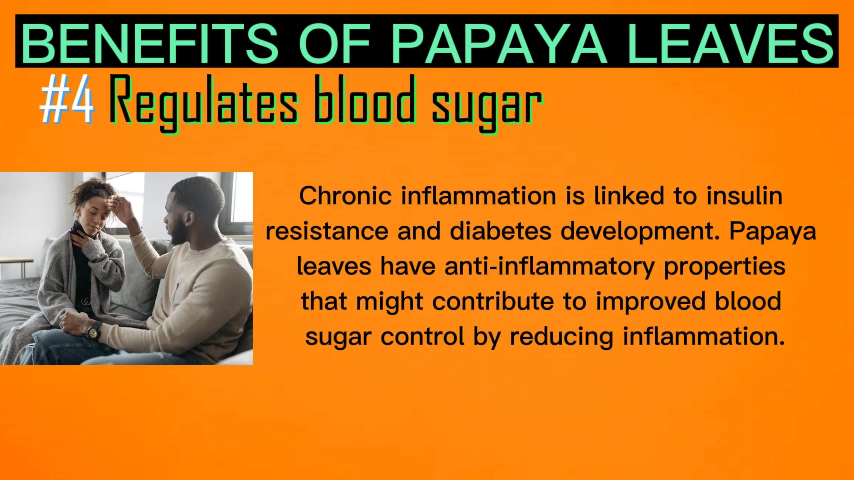 BENEFITS OF PAPAYA LEAVES
#4 Regulates blood sugar
Chronic inflammation is linked to insulin
resistance and diabetes development. Papaya
leaves have anti-inflammatory properties
that might contribute to improved blood
sugar control by reducing inflammation.